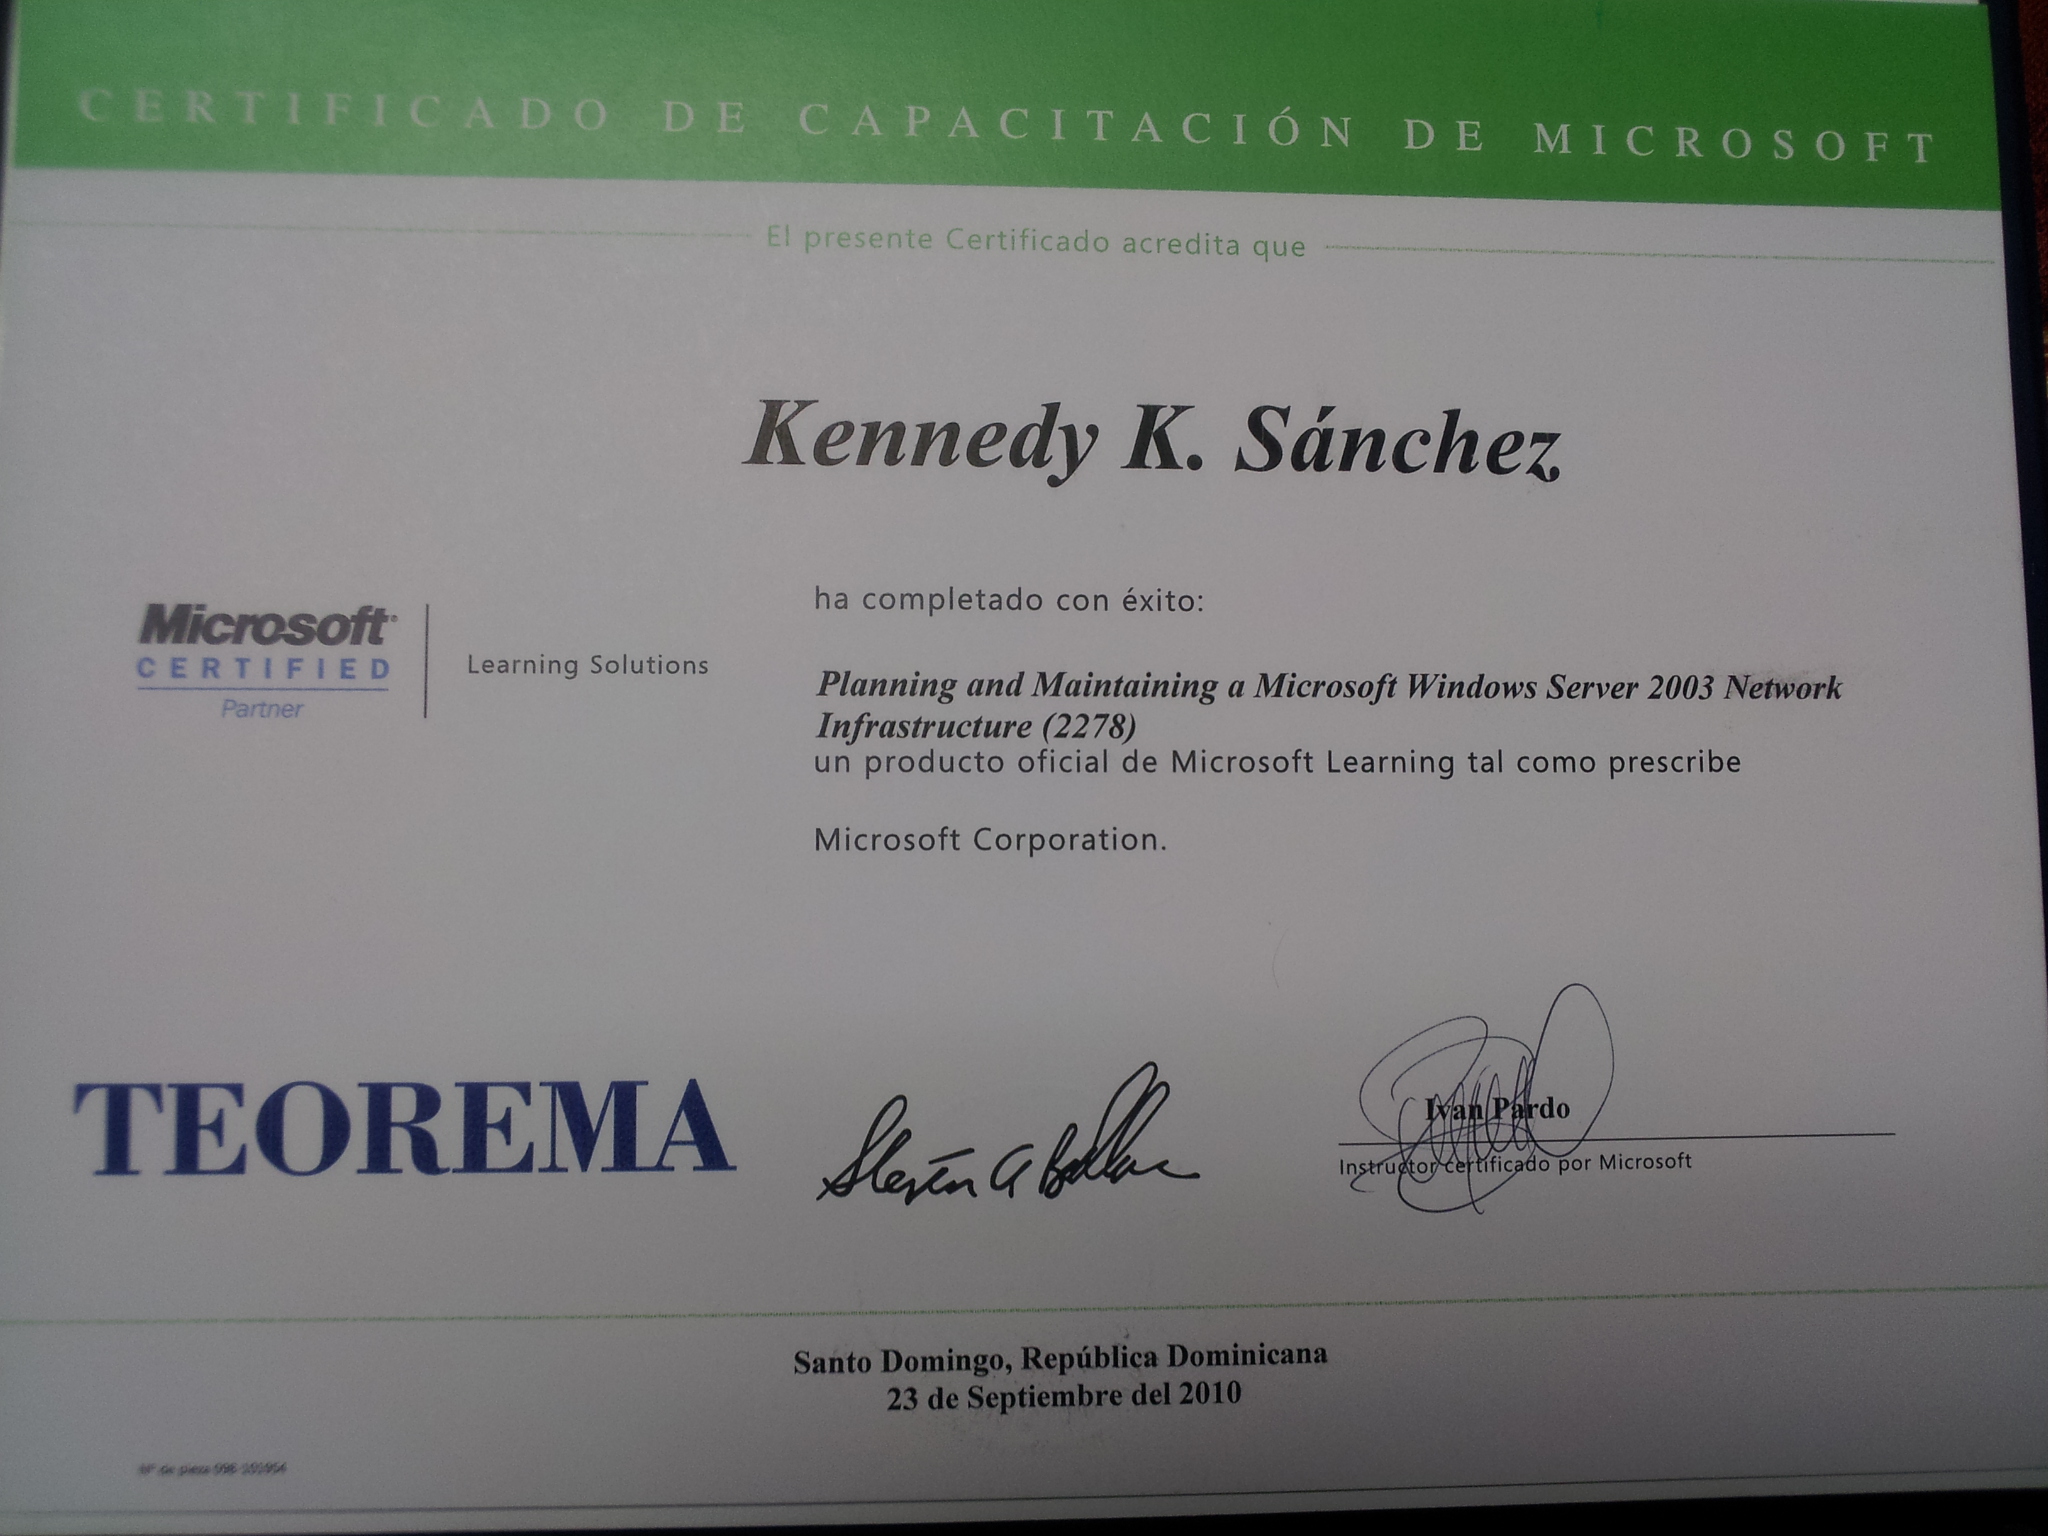 CERTIFICADO DE CAPACITACIÓN DE MICROSOFT
El presente Certificado acredita que
Kennedy K. Sánchez
ha completado con éxito:
Microsoft®
CERTIFIED
Partner
Learning Solutions
Planning and Maintaining a Microsoft Windows Server 2003 Network
Infrastructure (2278)
un producto oficial de Microsoft Learning tal como prescribe
Microsoft Corporation.
TEOREMA
Ivan Pardo
Instructor certificado por Microsoft
Santo Domingo, República Dominicana
23 de Septiembre del 2010
Nº de pieza